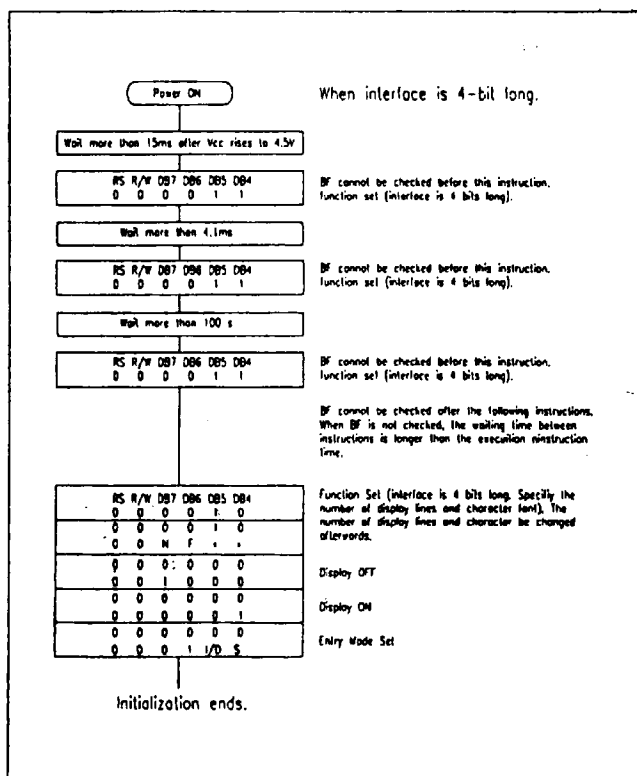 Power ON
When interface is 4-bit long.
Wait more than 15ms after Vcc rises to 4.5V
RS R/W DB7 DB6 DB5 DB4
0 0 0 0 1 1
BF cannot be checked before this instruction.
function set (interface is 4 bits long).
Wait more than 4.1ms
RS R/W DB7 DB6 DB5 DB4
0 0 0 0 1 1
BF cannot be checked before this instruction.
function set (interface is 4 bits long).
Wait more than 100 s
RS R/W DB7 DB6 DB5 DB4
0 0 0 0 1 1
BF cannot be checked before this instruction.
function set (interface is 4 bits long).
BF cannot be checked after the following instructions.
When BF is not checked, the waiting time between
instructions is longer than the execution ninstruction
time.
RS R/W DB7 DB6 DB5 DB4
0 0 0 0 1 0
0 0 0 0 1 0
0 0 N F * *
Function Set (interface is 4 bits long. Specifiy the
number of display lines and character font). The
number of display lines and character be changed
afterwords.
0 0 0 0 0 0
0 0 1 0 0 0
Display OFF
0 0 0 0 0 0
0 0 0 0 0 1
Display ON
0 0 0 0 0 0
0 0 0 1 I/D S
Entry Mode Set
Initialization ends.